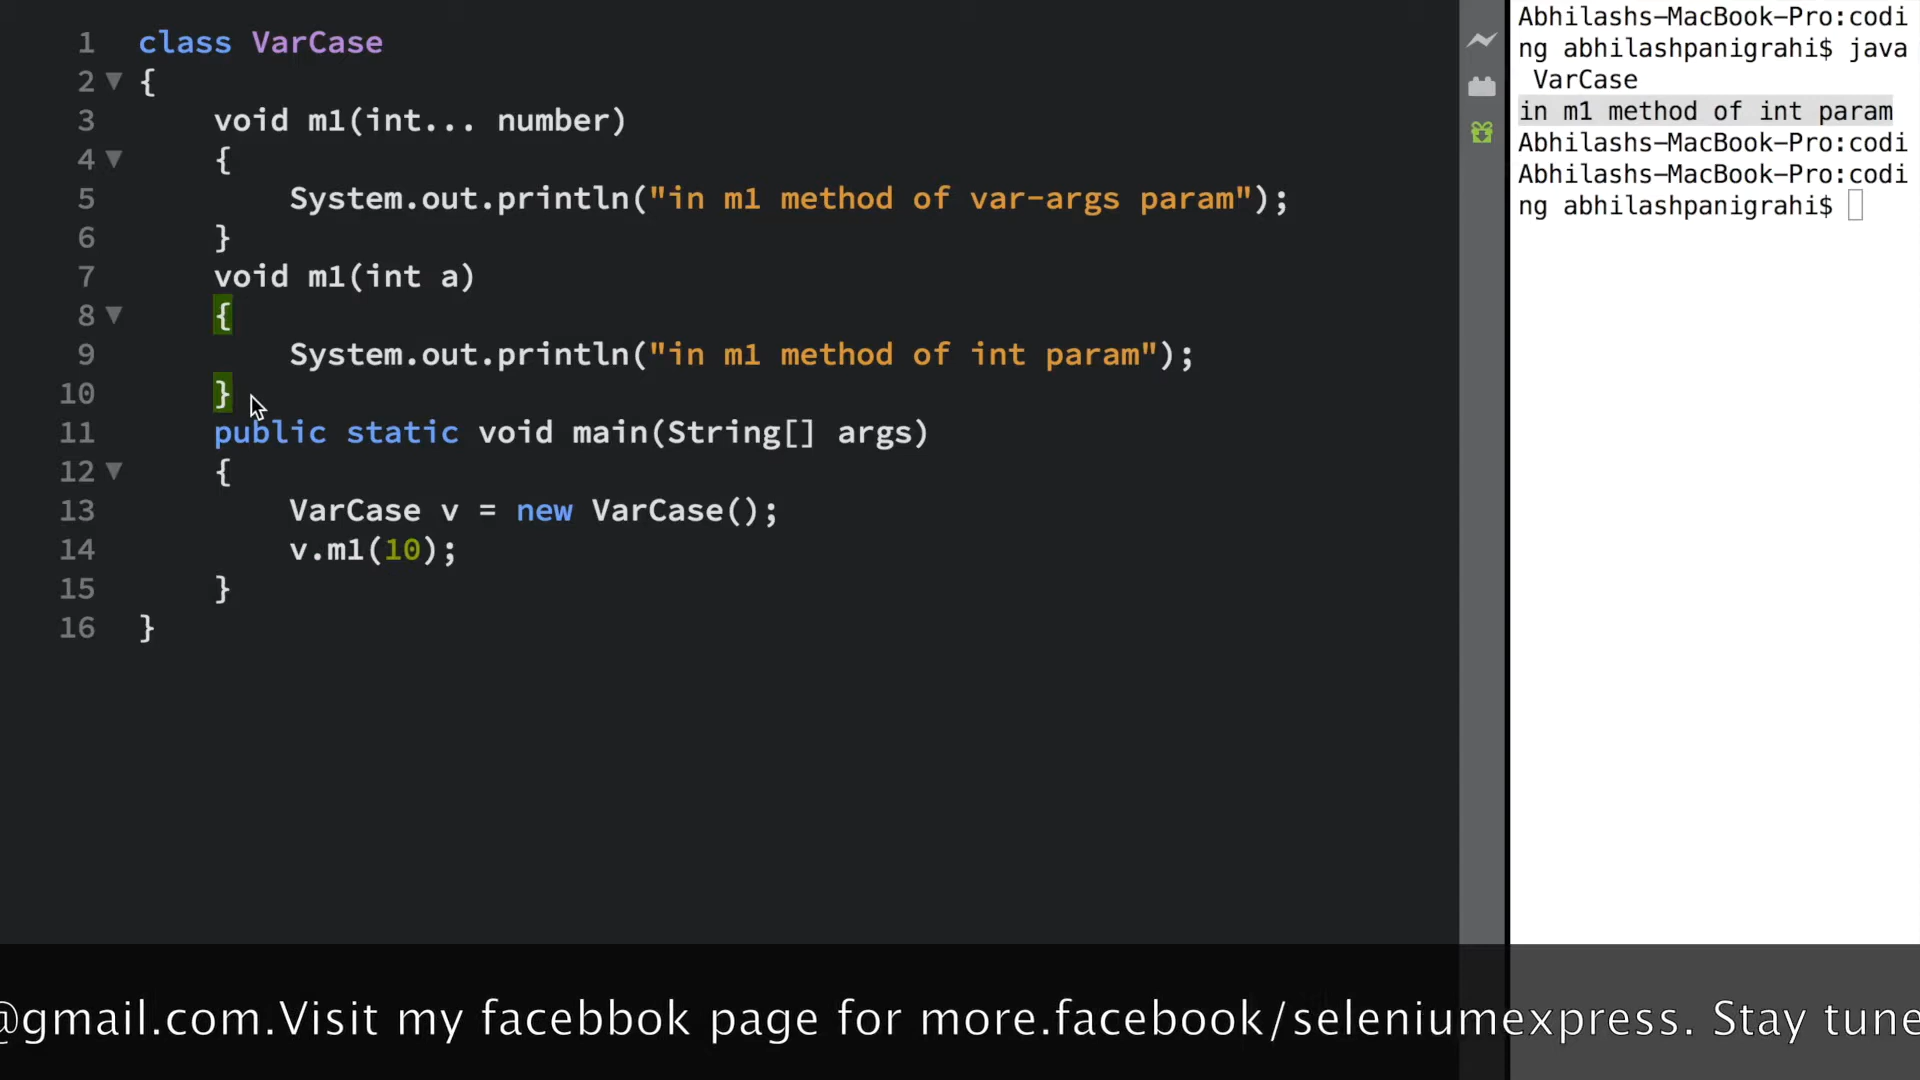 1 class VarCase
2 {
3 void m1(int... number)
4 {
5 System.out.println("in m1 method of var-args param");
6 }
7 void m1(int a)
8 {
9 System.out.println("in m1 method of int param");
10 }
11 public static void main(String[] args)
12 {
13 VarCase v = new VarCase();
14 v.m1(10);
15 }
16 }
Abhilashs-MacBook-Pro:codi
ng abhilashpanigrahi$ java
VarCase
in m1 method of int param
Abhilashs-MacBook-Pro:codi
Abhilashs-MacBook-Pro:codi
ng abhilashpanigrahi$
@gmail.com.Visit my facebbok page for more.facebook/seleniumexpress. Stay tune